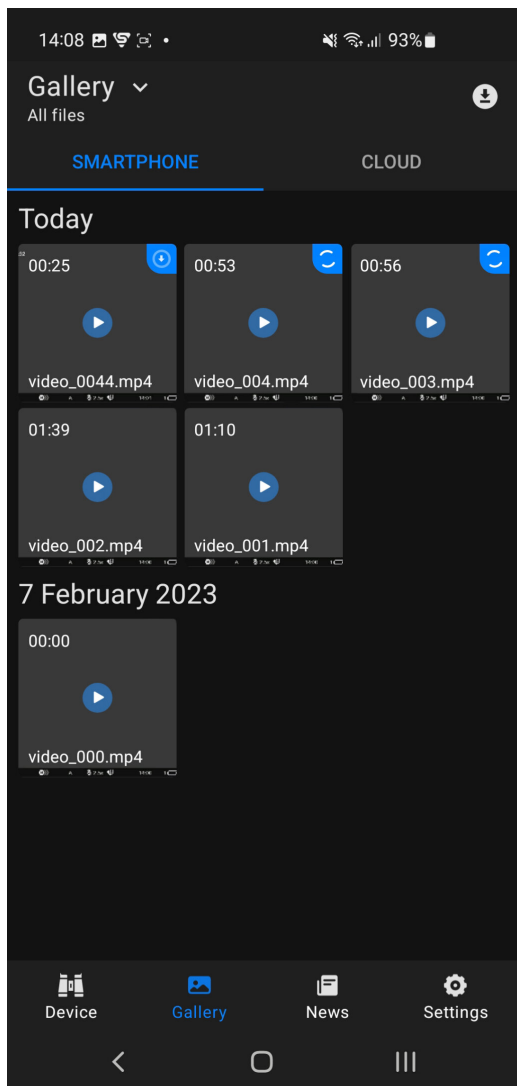 14:08 93%
Gallery
All files
SMARTPHONE CLOUD
Today
00:25 00:53 00:56
video_0044.mp4 video_004.mp4 video_003.mp4
01:39 01:10
video_002.mp4 video_001.mp4
7 February 2023
00:00
video_000.mp4
Device Gallery News Settings